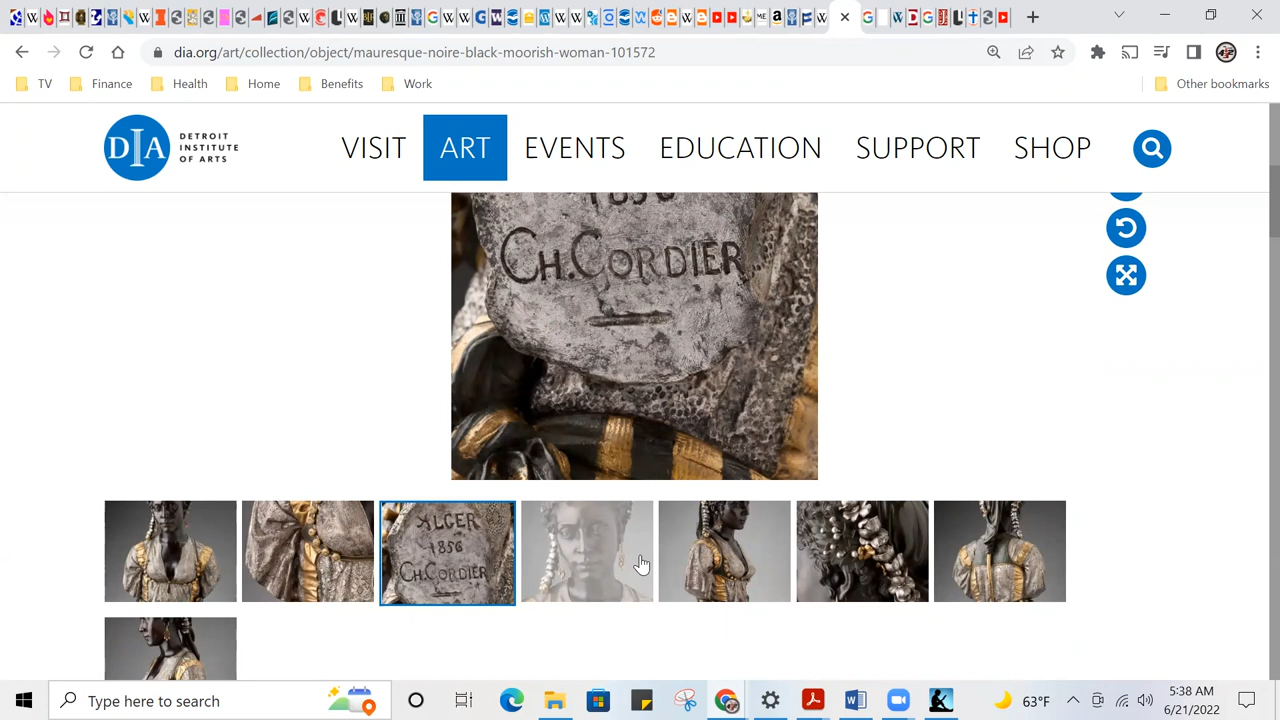 dia.org/art/collection/object/mauresque-noire-black-moorish-woman-101572
TV
Finance
Health
Home
Benefits
Work
Other bookmarks
DIA
DETROIT
INSTITUTE
OF ARTS
VISIT
ART
EVENTS
EDUCATION
SUPPORT
SHOP
1856
CH.CORDIER
ALGER
1856
CH.CORDIER
Type here to search
63°F
5:38 AM
6/21/2022